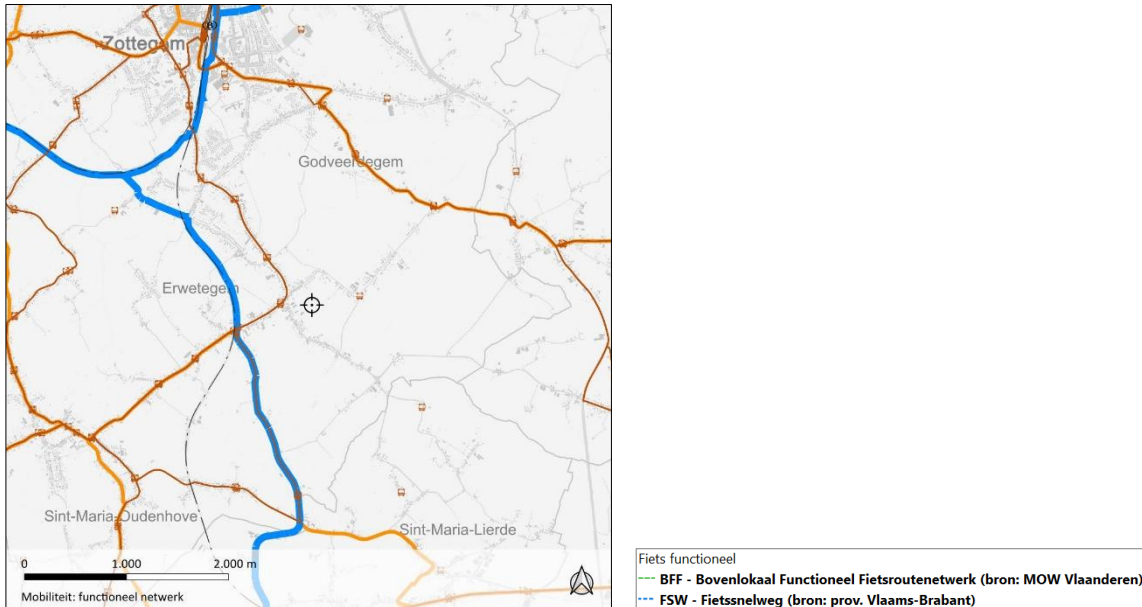 Zottegem
Godveerdegem
Erwetegem
Sint-Maria-Oudenhove
Sint-Maria-Lierde
0 1.000 2.000 m
Mobiliteit: functioneel netwerk
Fiets functioneel
BFF - Bovenlokaal Functioneel Fietsroutenetwerk (bron: MOW Vlaanderen)
FSW - Fietssnelweg (bron: prov. Vlaams-Brabant)